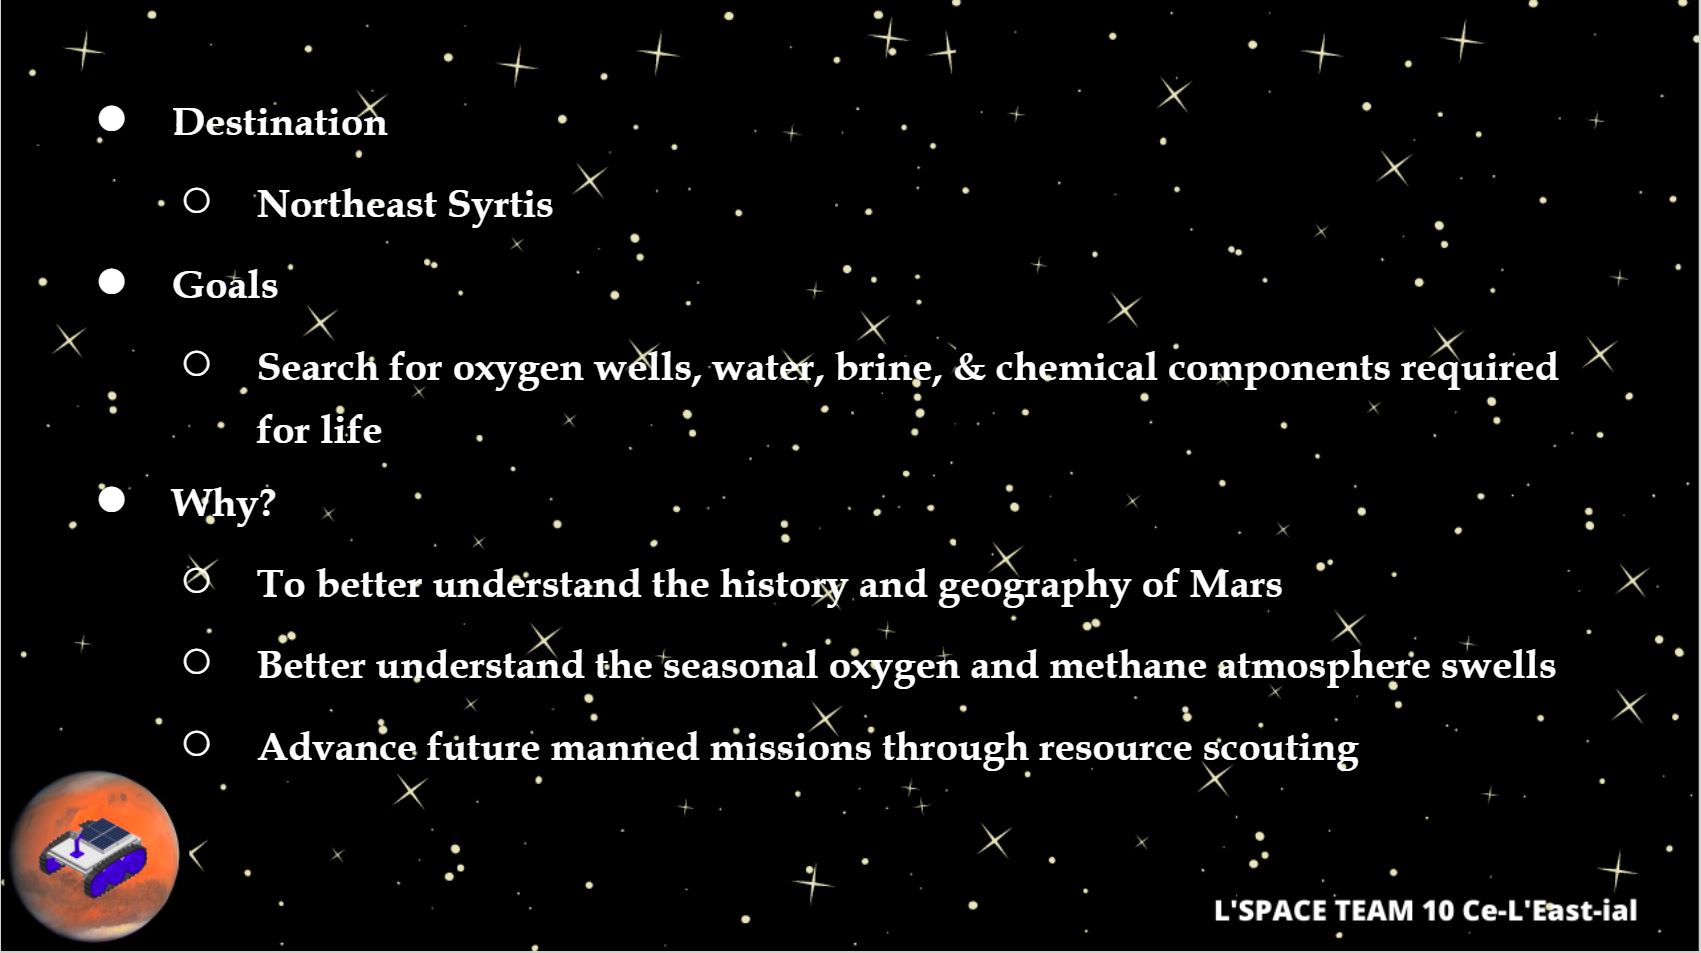 ● Destination
○ Northeast Syrtis
● Goals
○ Search for oxygen wells, water, brine, & chemical components required
for life
● Why?
○ To better understand the history and geography of Mars
○ Better understand the seasonal oxygen and methane atmosphere swells
○ Advance future manned missions through resource scouting
L'SPACE TEAM 10 Ce-L'East-ial